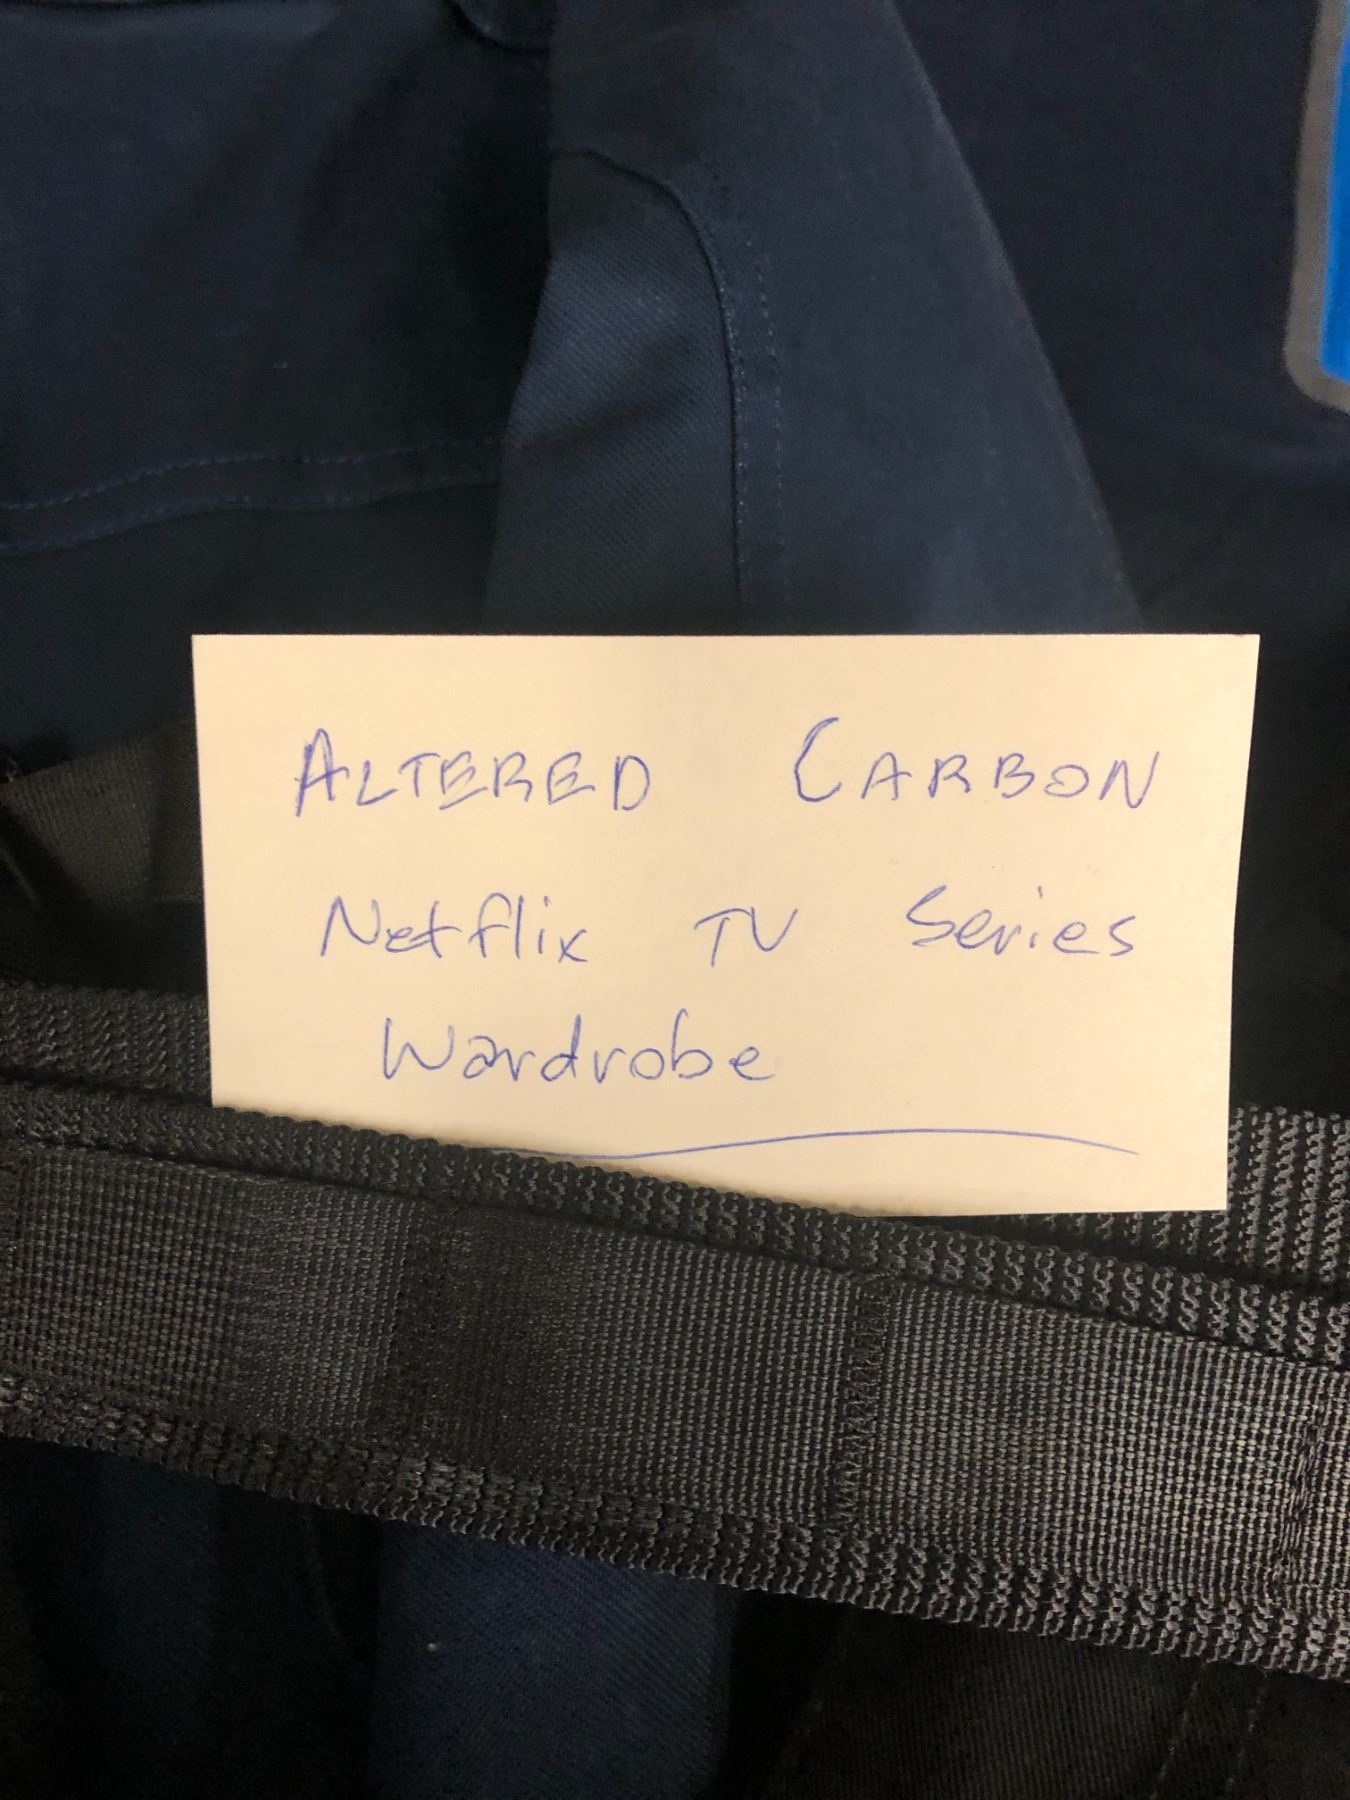 ALTERED CARBON
Netflix TV Series
Wardrobe